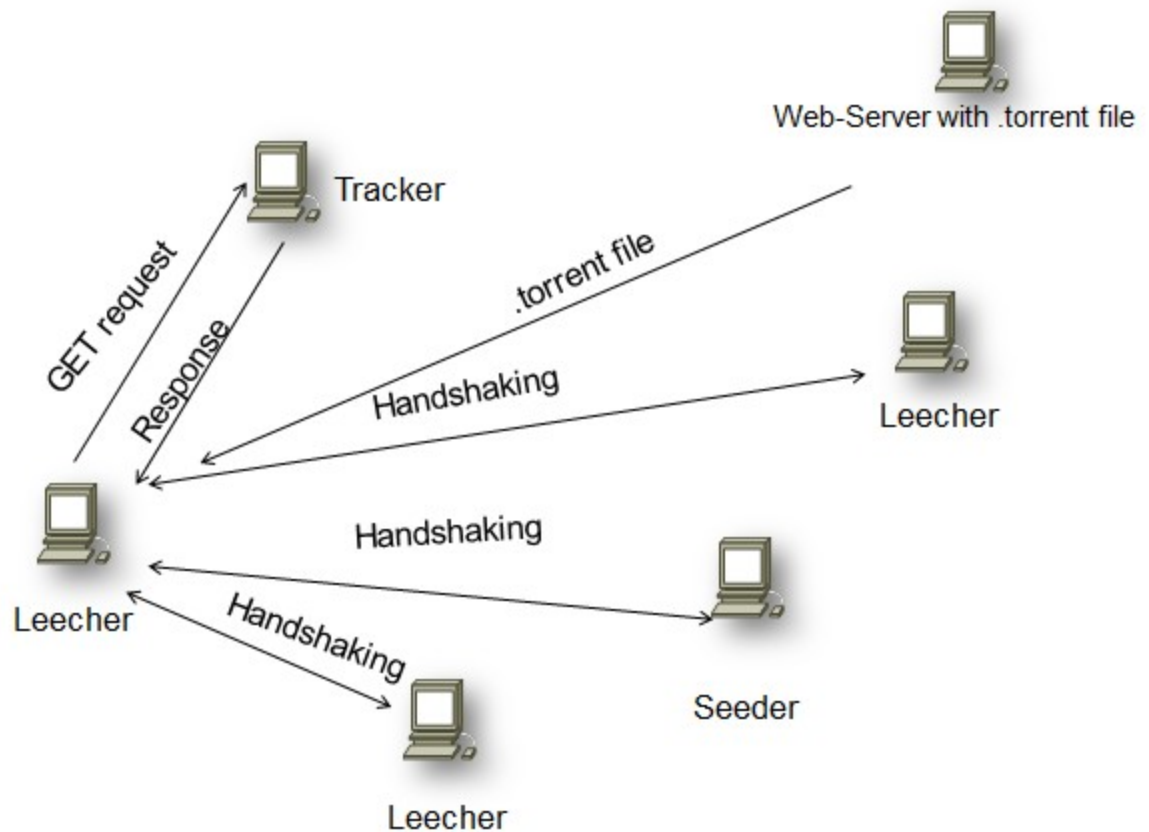 Web-Server with .torrent file
Tracker
.torrent file
GET request
Response
Handshaking
Leecher
Handshaking
Leecher
Handshaking
Seeder
Leecher